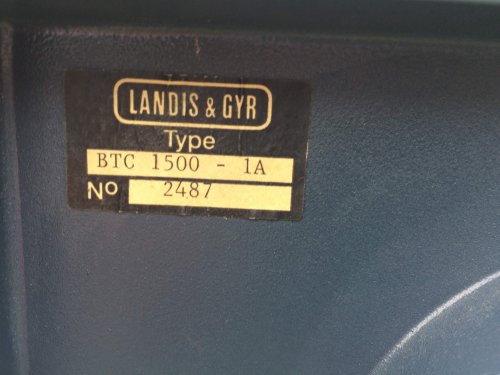 LANDIS & GYR
Type
BTC 1500 - 1A
Nº 2487